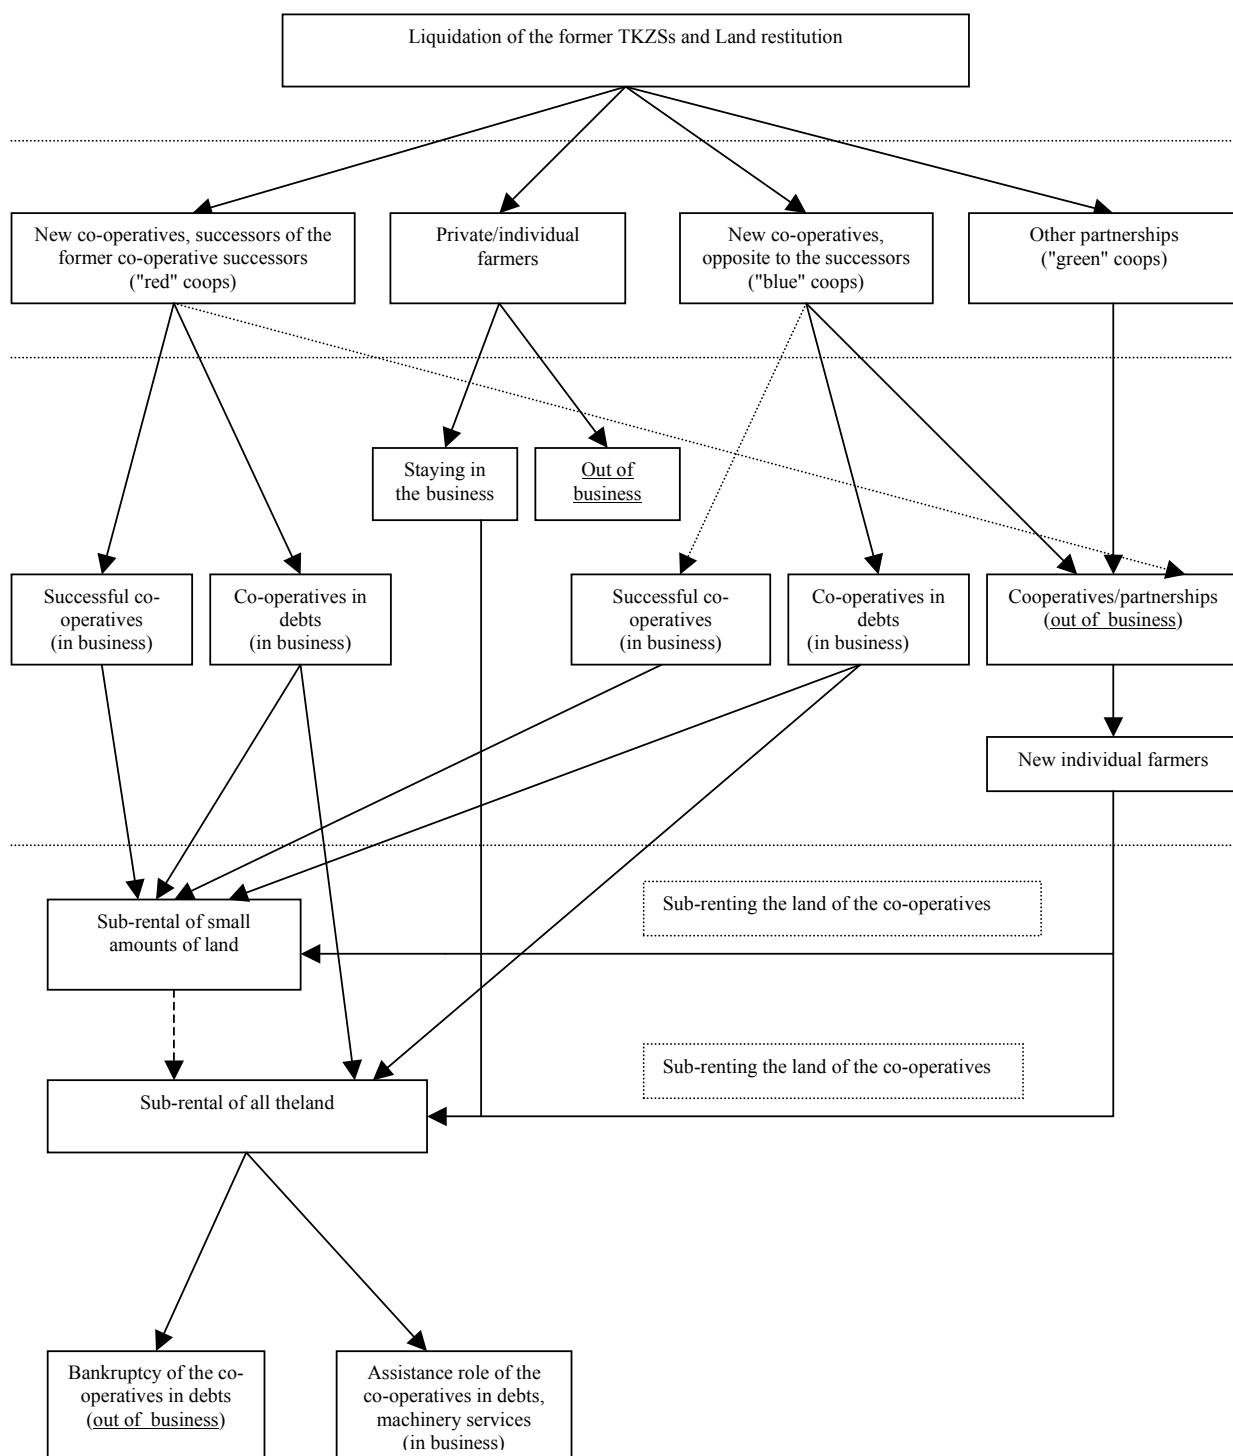 Liquidation of the former TKZSs and Land restitution
New co-operatives, successors of the
former co-operative successors
("red" coops)
Private/individual
farmers
New co-operatives,
opposite to the successors
("blue" coops)
Other partnerships
("green" coops)
Staying in
the business
Out of
business
Successful co-
operatives
(in business)
Co-operatives in
debts
(in business)
Successful co-
operatives
(in business)
Co-operatives in
debts
(in business)
Cooperatives/partnerships
(out of business)
New individual farmers
Sub-rental of small
amounts of land
Sub-renting the land of the co-operatives
Sub-renting the land of the co-operatives
Sub-rental of all theland
Bankruptcy of the co-
operatives in debts
(out of business)
Assistance role of the
co-operatives in debts,
machinery services
(in business)